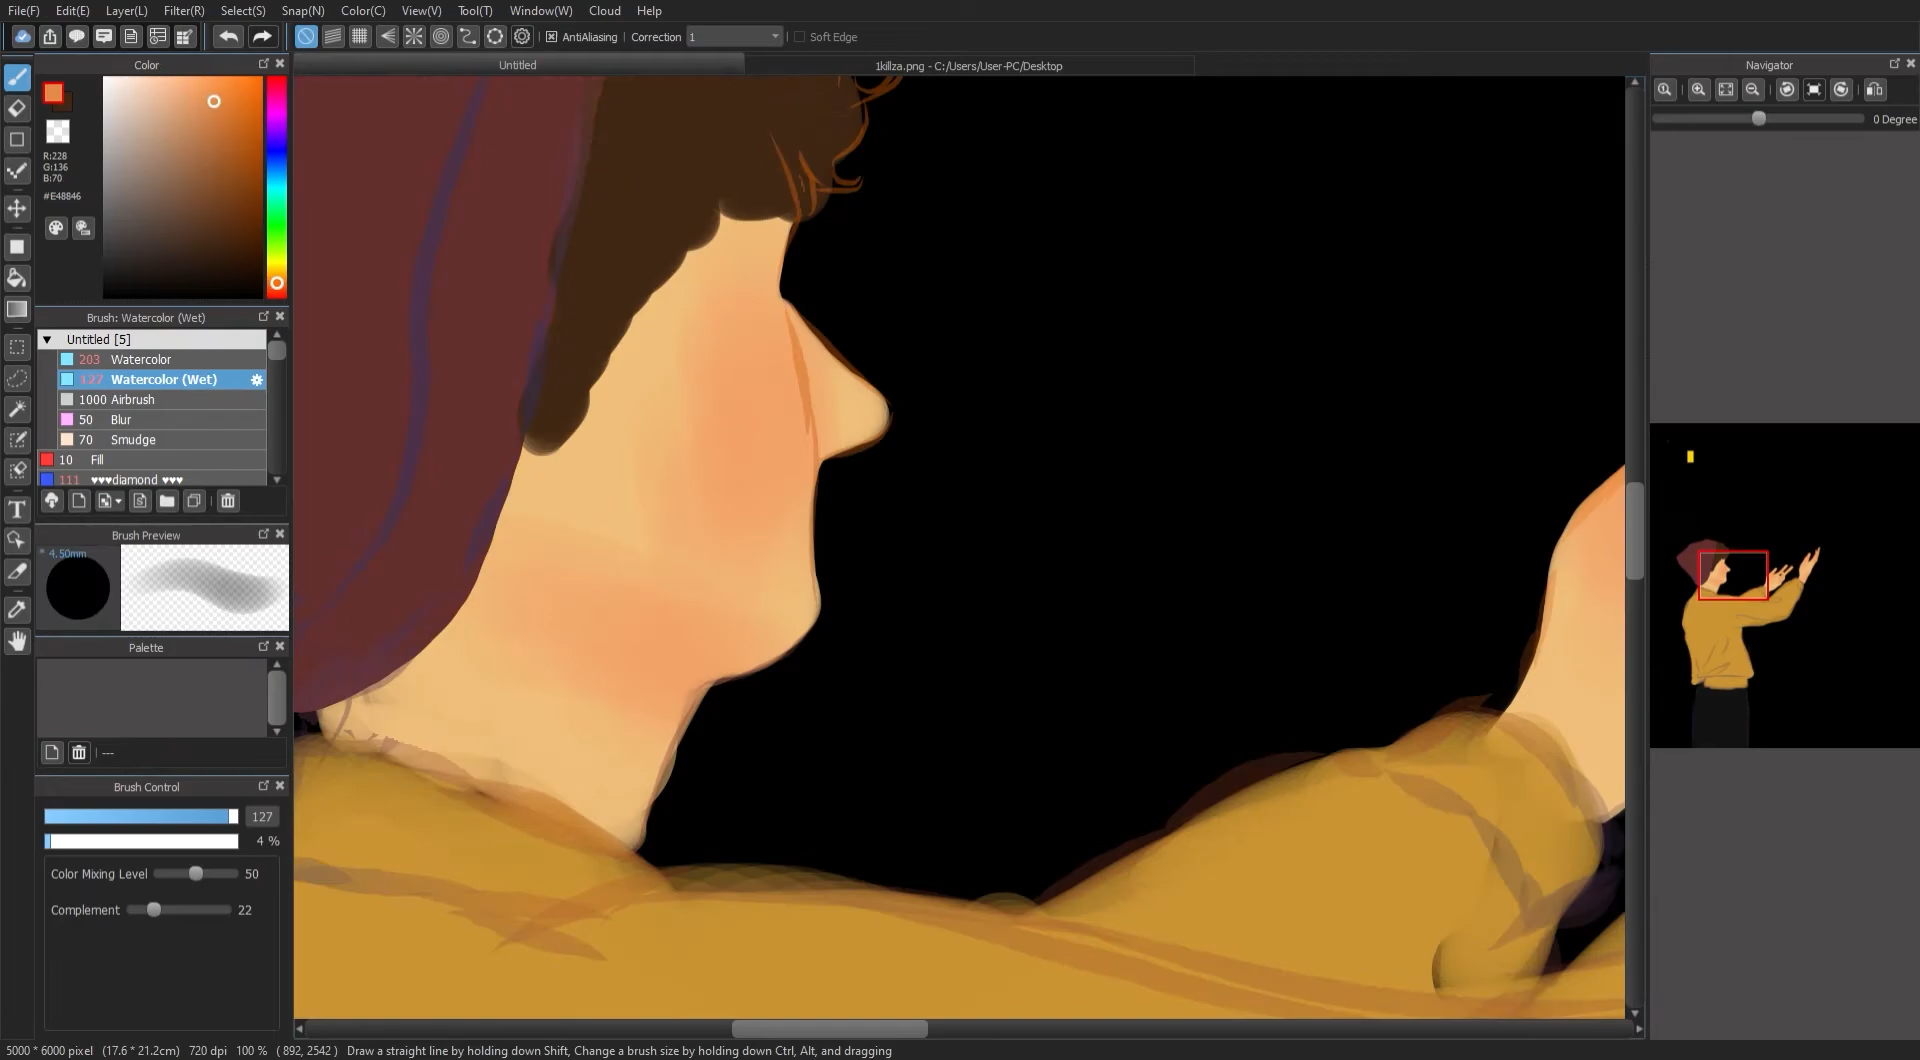 File(F) Edit(E) Layer(L) Filter(R) Select(S) Snap(N) Color(C) View(V) Tool(T) Window(W) Cloud Help
AntiAliasing Correction 1 Soft Edge
Color
Untitled
1killza.png - C:/Users/User-PC/Desktop
Navigator
0 Degree
R:228
G:136
B:70
#E48846
Brush: Watercolor (Wet)
Untitled [5]
203 Watercolor
127 Watercolor (Wet)
1000 Airbrush
50 Blur
70 Smudge
10 Fill
111 ♥♥♥diamond ♥♥♥
T
Brush Preview
* 4.50mm
Palette
---
Brush Control
127
4 %
Color Mixing Level 50
Complement 22
5000 * 6000 pixel (17.6 * 21.2cm) 720 dpi 100 % ( 892, 2542 ) Draw a straight line by holding down Shift, Change a brush size by holding down Ctrl, Alt, and dragging